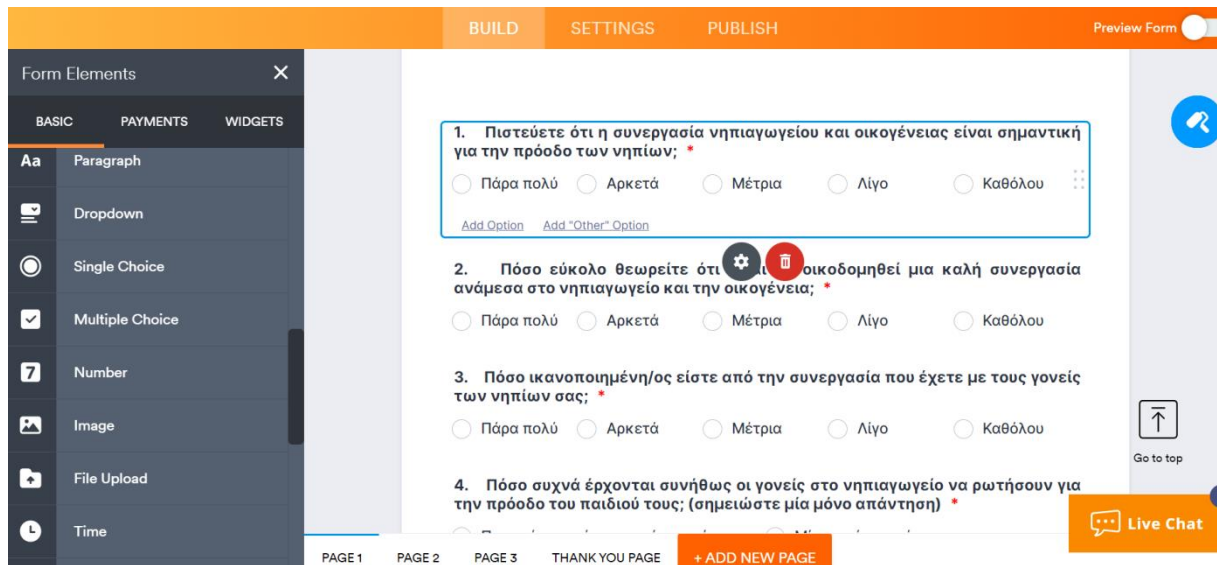 BUILD SETTINGS PUBLISH Preview Form
Form Elements
BASIC PAYMENTS WIDGETS
Aa Paragraph
Dropdown
Single Choice
Multiple Choice
7 Number
Image
File Upload
Time
1. Πιστεύετε ότι η συνεργασία νηπιαγωγείου και οικογένειας είναι σημαντική
για την πρόοδο των νηπίων; *
Πάρα πολύ Αρκετά Μέτρια Λίγο Καθόλου
Add Option Add "Other" Option
2. Πόσο εύκολο θεωρείτε ότι οικοδομηθεί μια καλή συνεργασία
ανάμεσα στο νηπιαγωγείο και την οικογένεια; *
Πάρα πολύ Αρκετά Μέτρια Λίγο Καθόλου
3. Πόσο ικανοποιημένη/ος είστε από την συνεργασία που έχετε με τους γονείς
των νηπίων σας; *
Πάρα πολύ Αρκετά Μέτρια Λίγο Καθόλου
4. Πόσο συχνά έρχονται συνήθως οι γονείς στο νηπιαγωγείο να ρωτήσουν για
την πρόοδο του παιδιού τους; (σημειώστε μία μόνο απάντηση) *
Go to top
Live Chat
PAGE 1 PAGE 2 PAGE 3 THANK YOU PAGE + ADD NEW PAGE